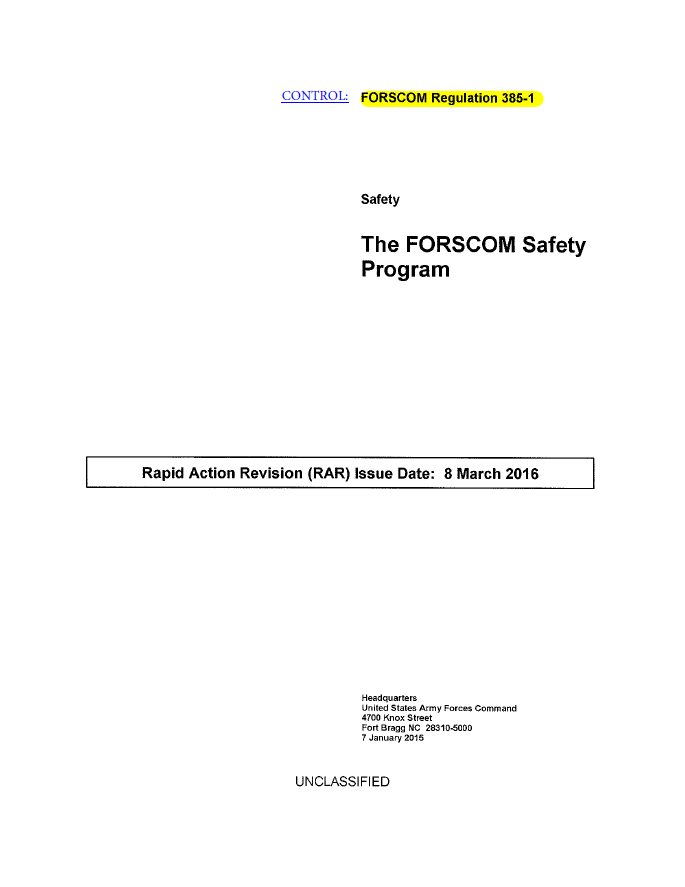 CONTROL: FORSCOM Regulation 385-1
Safety
The FORSCOM Safety
Program
Rapid Action Revision (RAR) Issue Date: 8 March 2016
Headquarters
United States Army Forces Command
4700 Knox Street
Fort Bragg NC 28310-5000
7 January 2015
UNCLASSIFIED